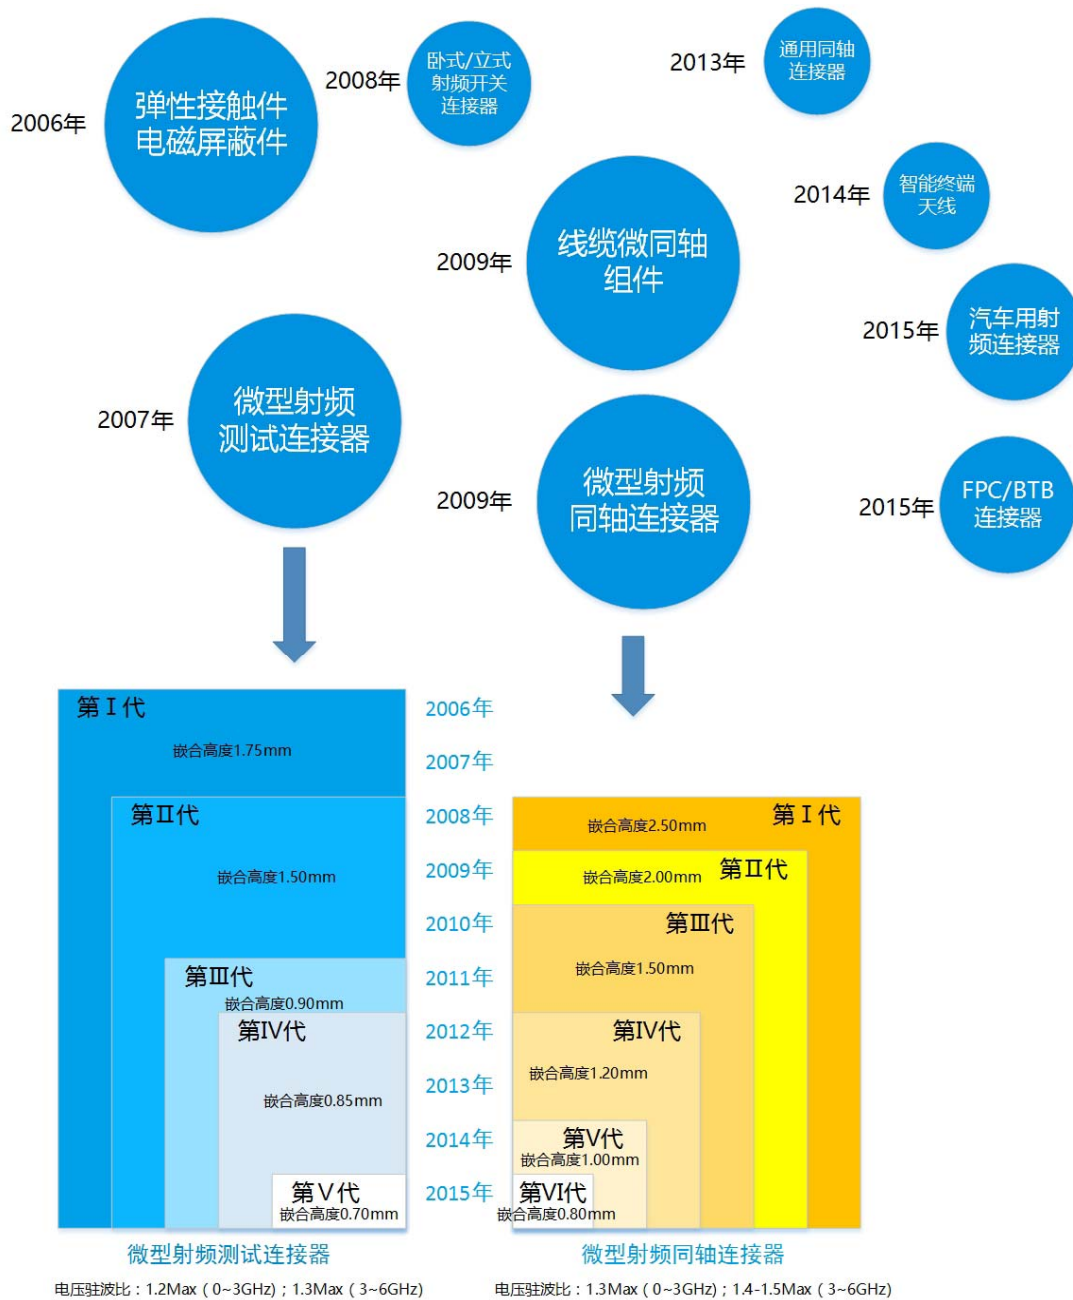 2006年
弹性接触件
电磁屏蔽件
2008年
卧式/立式
射频开关
连接器
2013年
通用同轴
连接器
2014年
智能终端
天线
2009年
线缆微同轴
组件
2015年
汽车用射
频连接器
2007年
微型射频
测试连接器
2009年
微型射频
同轴连接器
2015年
FPC/BTB
连接器
第Ⅰ代
嵌合高度1.75mm
第Ⅱ代
嵌合高度1.50mm
第Ⅲ代
嵌合高度0.90mm
第Ⅳ代
嵌合高度0.85mm
第Ⅴ代
嵌合高度0.70mm
2006年
2007年
2008年
2009年
2010年
2011年
2012年
2013年
2014年
2015年
第Ⅰ代
嵌合高度2.50mm
第Ⅱ代
嵌合高度2.00mm
第Ⅲ代
嵌合高度1.50mm
第Ⅳ代
嵌合高度1.20mm
第Ⅴ代
嵌合高度1.00mm
第Ⅵ代
嵌合高度0.80mm
微型射频测试连接器
电压驻波比：1.2Max（0~3GHz）；1.3Max（3~6GHz）
微型射频同轴连接器
电压驻波比：1.3Max（0~3GHz）；1.4-1.5Max（3~6GHz）